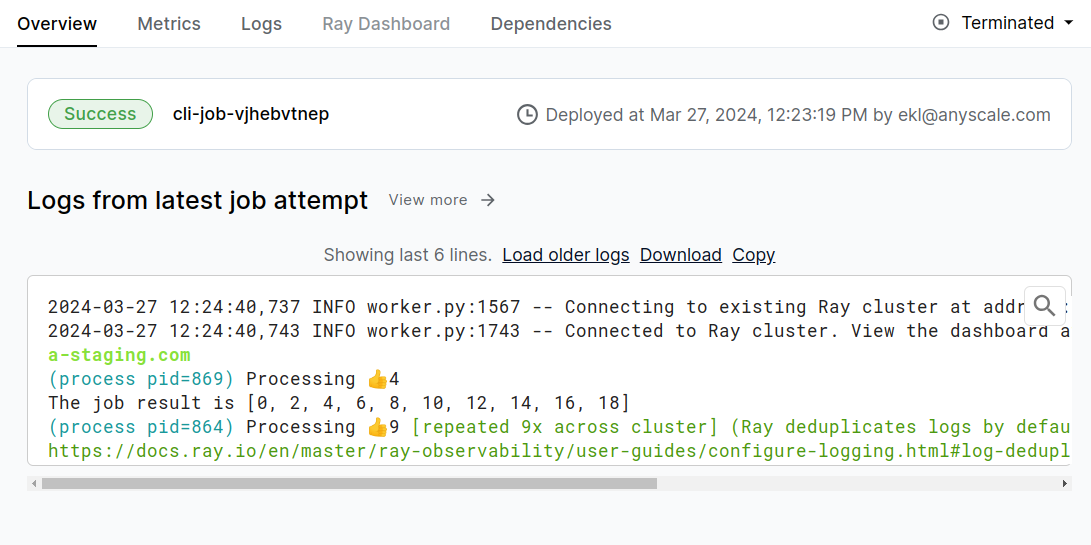 Overview Metrics Logs Ray Dashboard Dependencies Terminated
Success cli-job-vjhebvtnep Deployed at Mar 27, 2024, 12:23:19 PM by ekl@anyscale.com
Logs from latest job attempt View more →
Showing last 6 lines. Load older logs Download Copy
2024-03-27 12:24:40,737 INFO worker.py:1567 -- Connecting to existing Ray cluster at addr
2024-03-27 12:24:40,743 INFO worker.py:1743 -- Connected to Ray cluster. View the dashboard a
a-staging.com
(process pid=869) Processing 👍4
The job result is [0, 2, 4, 6, 8, 10, 12, 14, 16, 18]
(process pid=864) Processing 👍9 [repeated 9x across cluster] (Ray deduplicates logs by defau
https://docs.ray.io/en/master/ray-observability/user-guides/configure-logging.html#log-dedupl